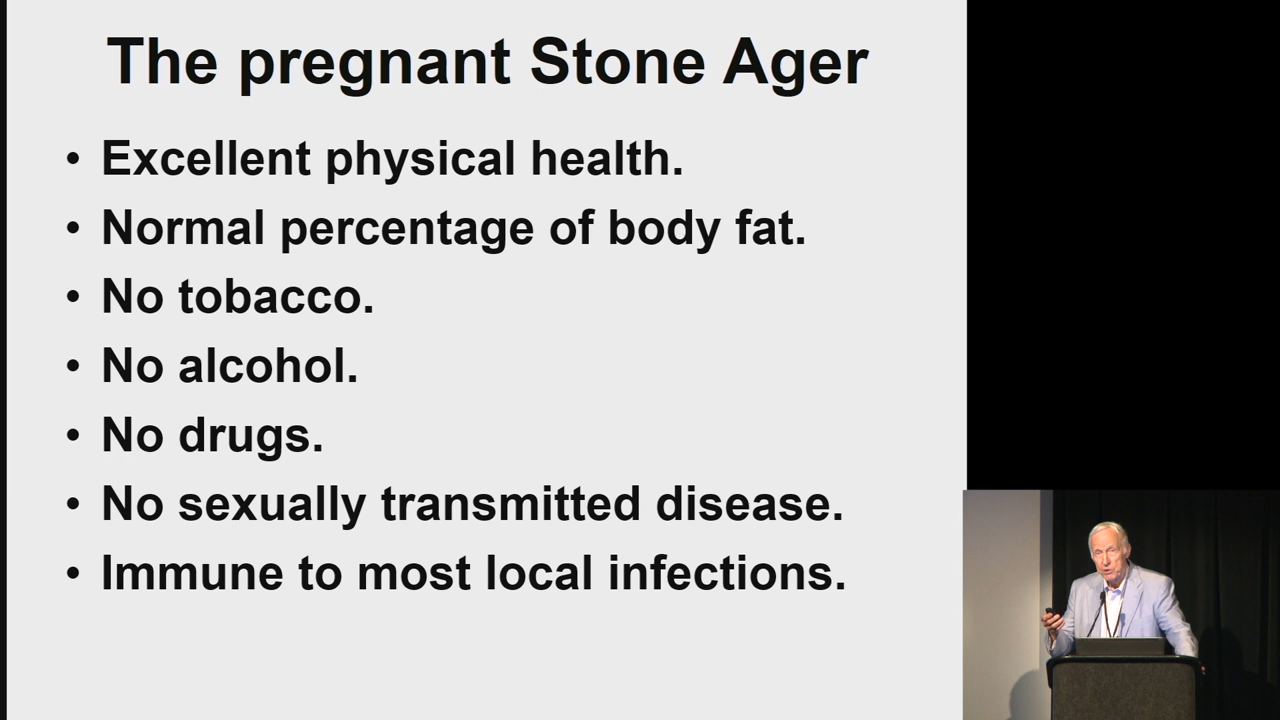 The pregnant Stone Ager
• Excellent physical health.
• Normal percentage of body fat.
• No tobacco.
• No alcohol.
• No drugs.
• No sexually transmitted disease.
• Immune to most local infections.